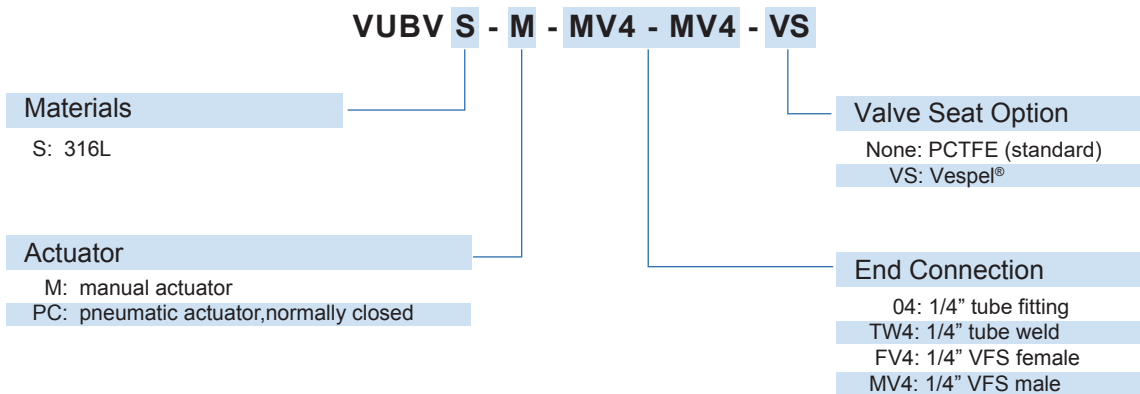 VUBV S - M - MV4 - MV4 - VS
Materials
S: 316L
Actuator
M: manual actuator
PC: pneumatic actuator,normally closed
Valve Seat Option
None: PCTFE (standard)
VS: Vespel®
End Connection
04: 1/4” tube fitting
TW4: 1/4” tube weld
FV4: 1/4” VFS female
MV4: 1/4” VFS male